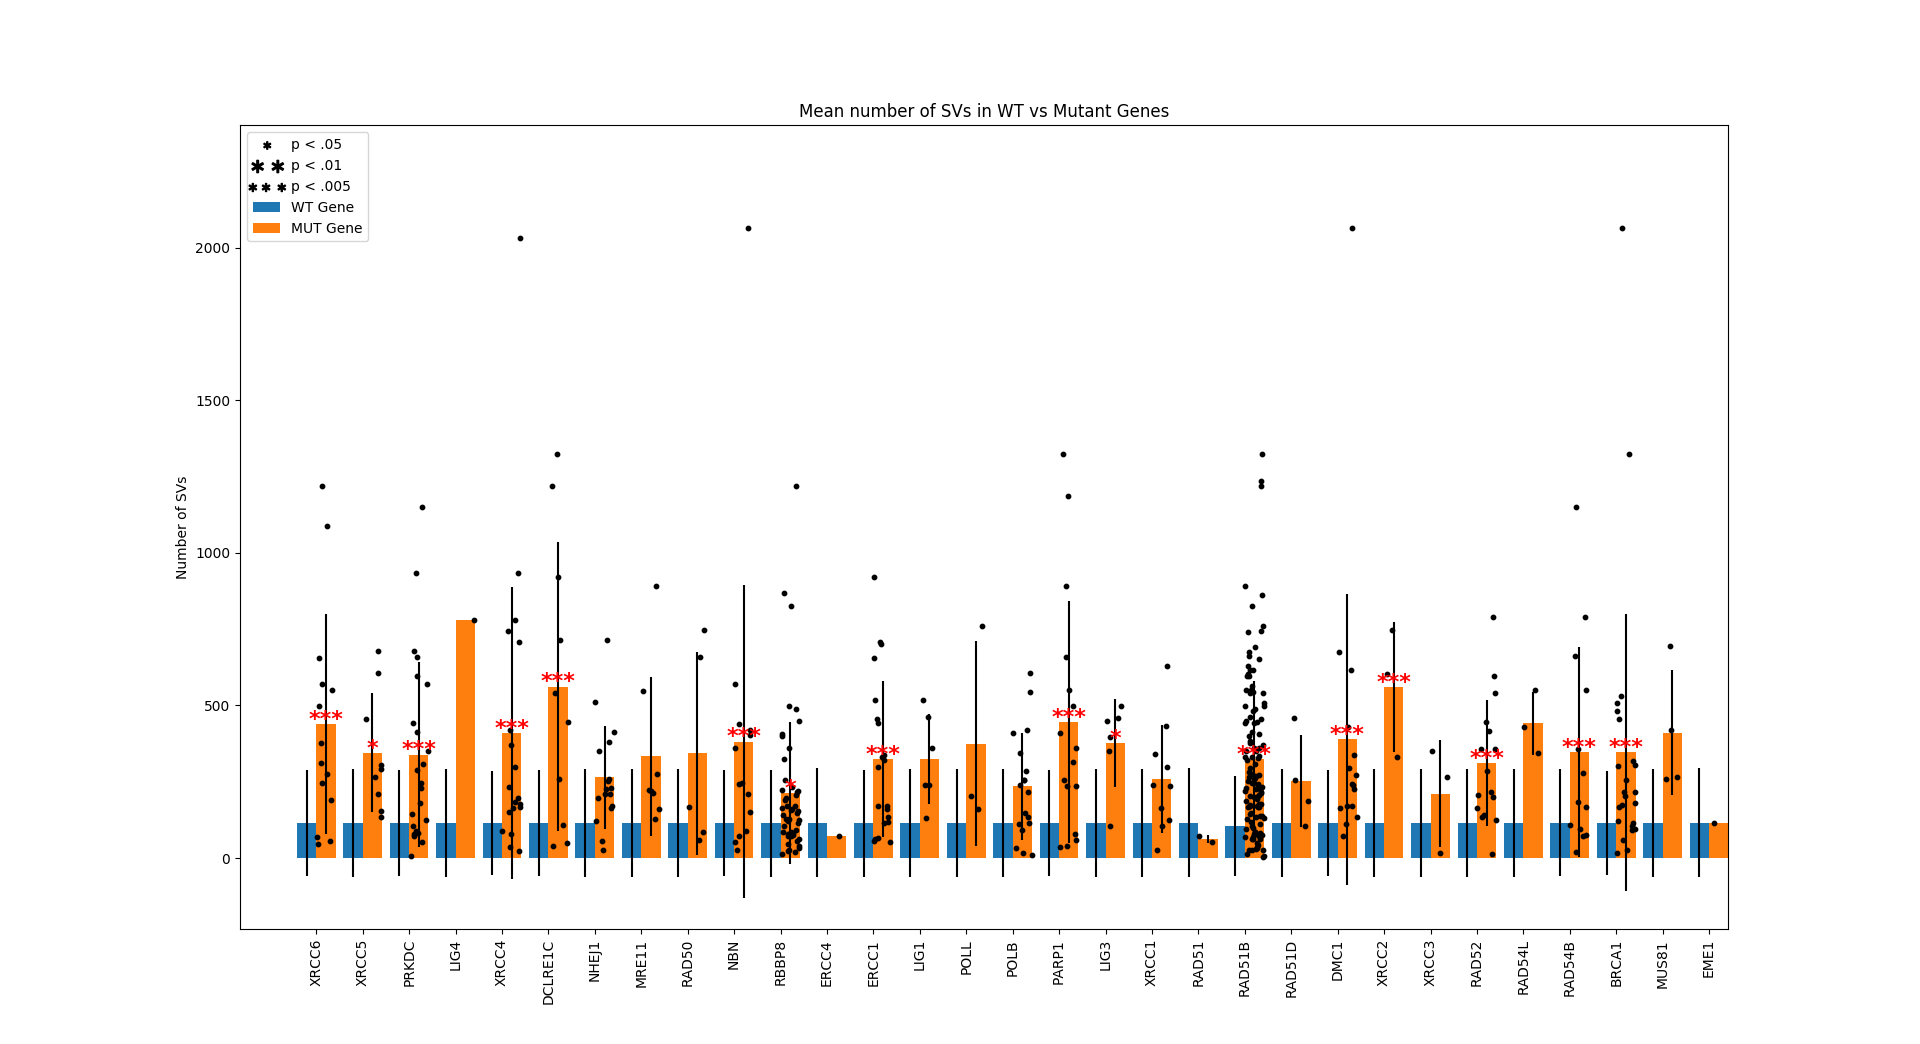 Mean number of SVs in WT vs Mutant Genes
* p < .05
** p < .01
*** p < .005
WT Gene
MUT Gene
Number of SVs
2000
1500
1000
500
0
*** * *** *** *** *** * *** *** * *** *** *** *** *** ***
XRCC6
XRCC5
PRKDC
LIG4
XRCC4
DCLRE1C
NHEJ1
MRE11
RAD50
NBN
RBBP8
ERCC4
ERCC1
LIG1
POLL
POLB
PARP1
LIG3
XRCC1
RAD51
RAD51B
RAD51D
DMC1
XRCC2
XRCC3
RAD52
RAD54L
RAD54B
BRCA1
MUS81
EME1